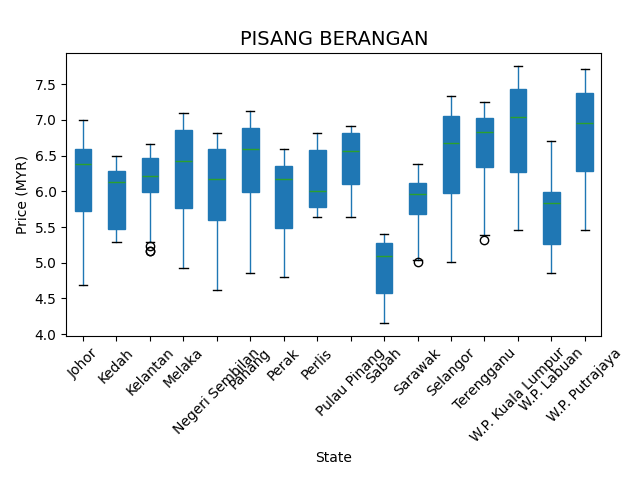 PISANG BERANGAN
Price (MYR)
7.5
7.0
6.5
6.0
5.5
5.0
4.5
4.0
Johor
Kedah
Kelantan
Melaka
Negeri Sembilan
Pahang
Perak
Perlis
Pulau Pinang
Sabah
Sarawak
Selangor
Terengganu
W.P. Kuala Lumpur
W.P. Labuan
W.P. Putrajaya
State